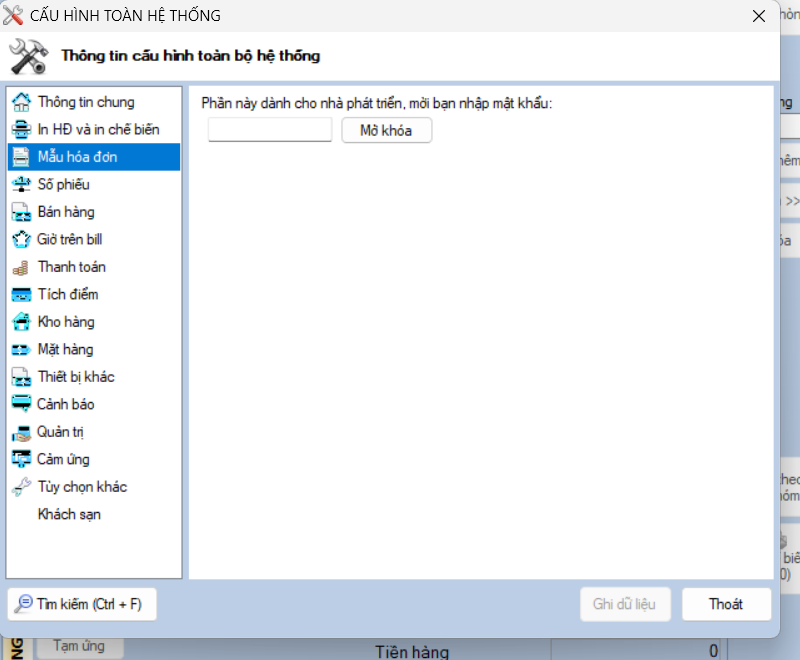 CẤU HÌNH TOÀN HỆ THỐNG
Thông tin cấu hình toàn bộ hệ thống
Thông tin chung
In HĐ và in chế biến
Mẫu hóa đơn
Số phiếu
Bán hàng
Giờ trên bill
Thanh toán
Tích điểm
Kho hàng
Mặt hàng
Thiết bị khác
Cảnh báo
Quản trị
Cảm ứng
Tùy chọn khác
Khách sạn
Phần này dành cho nhà phát triển, mời bạn nhập mật khẩu:
Mở khóa
Tìm kiếm (Ctrl + F)
Ghi dữ liệu
Thoát
NG
Tạm ứng
Tiền hàng
0
>>
biê
0)